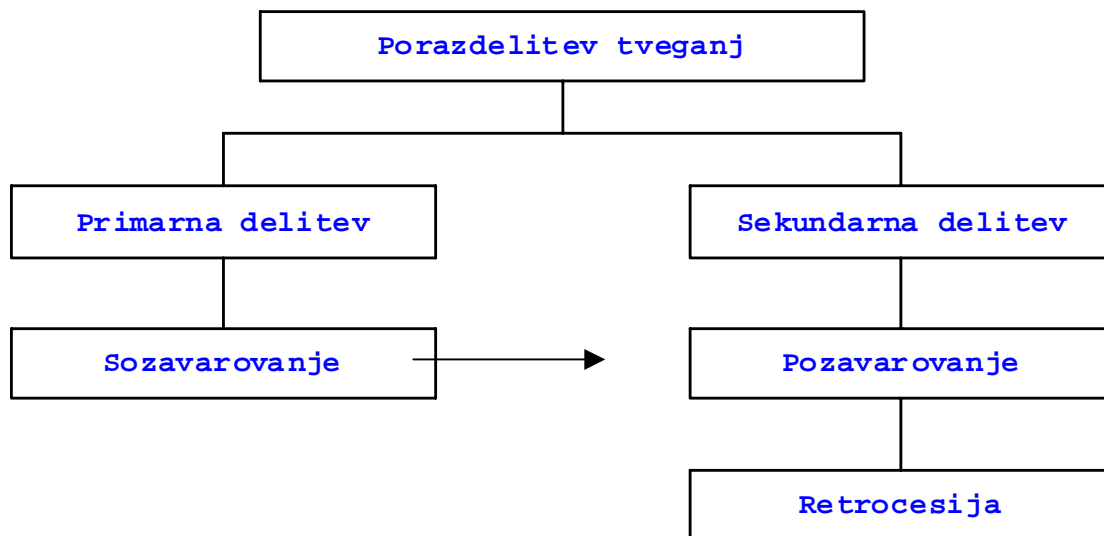 Porazdelitev tveganj
Primarna delitev
Sekundarna delitev
Sozavarovanje
Pozavarovanje
Retrocesija